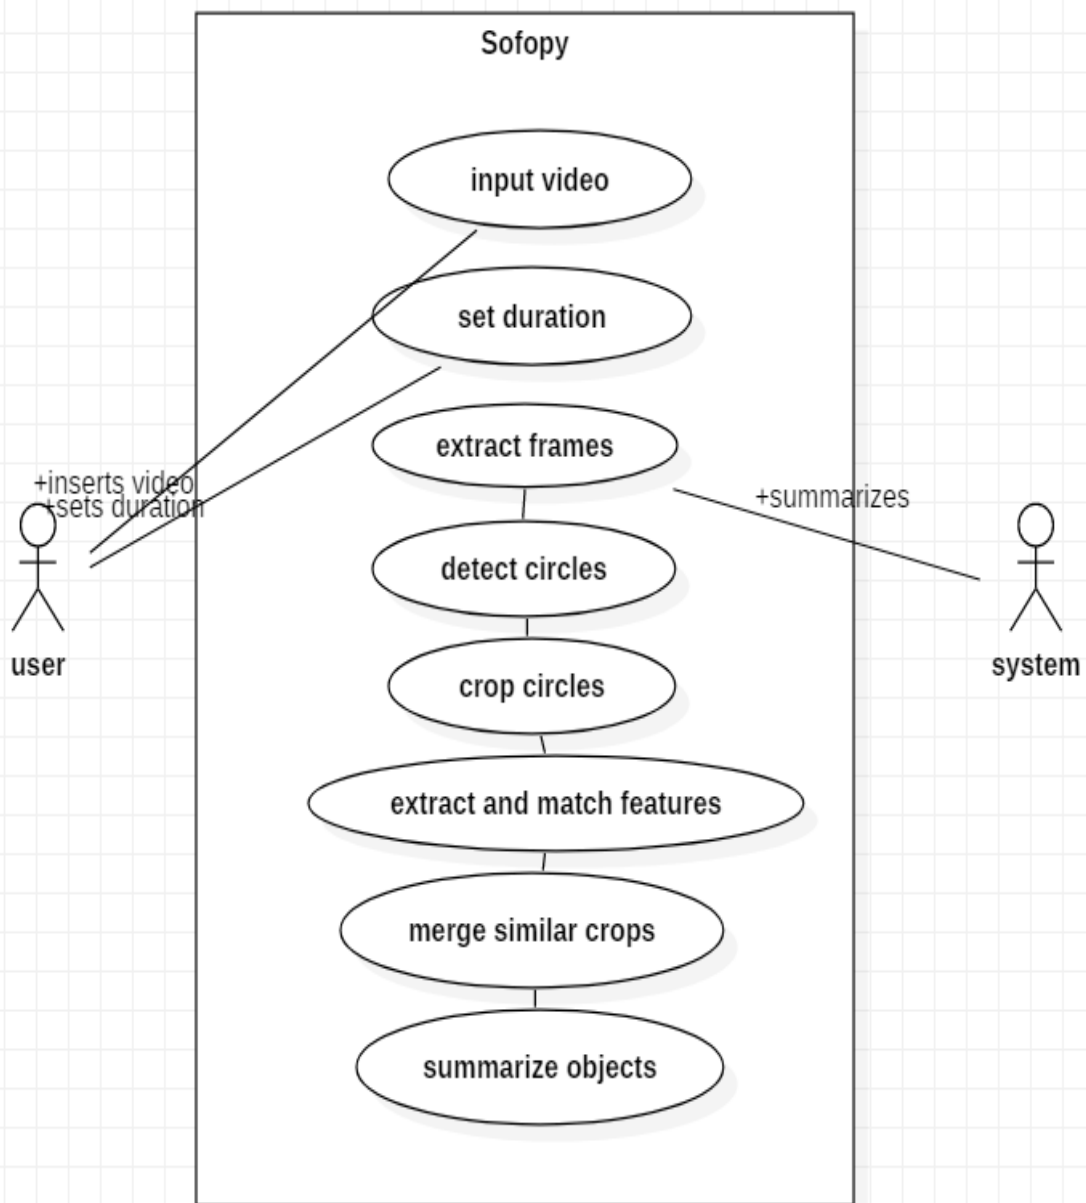 Sofopy
input video
set duration
extract frames
+inserts video
+sets duration
+summarizes
detect circles
user
system
crop circles
extract and match features
merge similar crops
summarize objects